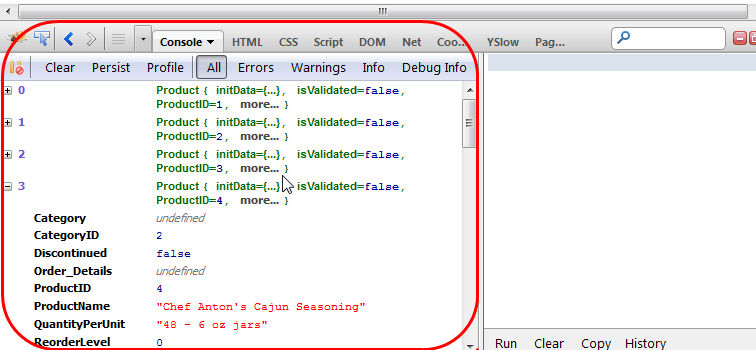 Console HTML CSS Script DOM Net Coo... YSlow Pag...
Clear Persist Profile All Errors Warnings Info Debug Info
0 Product { initData={...}, isValidated=false,
ProductID=1, more... }
1 Product { initData={...}, isValidated=false,
ProductID=2, more... }
2 Product { initData={...}, isValidated=false,
ProductID=3, more... }
3 Product { initData={...}, isValidated=false,
ProductID=4, more... }
Category undefined
CategoryID 2
Discontinued false
Order_Details undefined
ProductID 4
ProductName "Chef Anton's Cajun Seasoning"
QuantityPerUnit "48 - 6 oz jars"
ReorderLevel 0
Run Clear Copy History